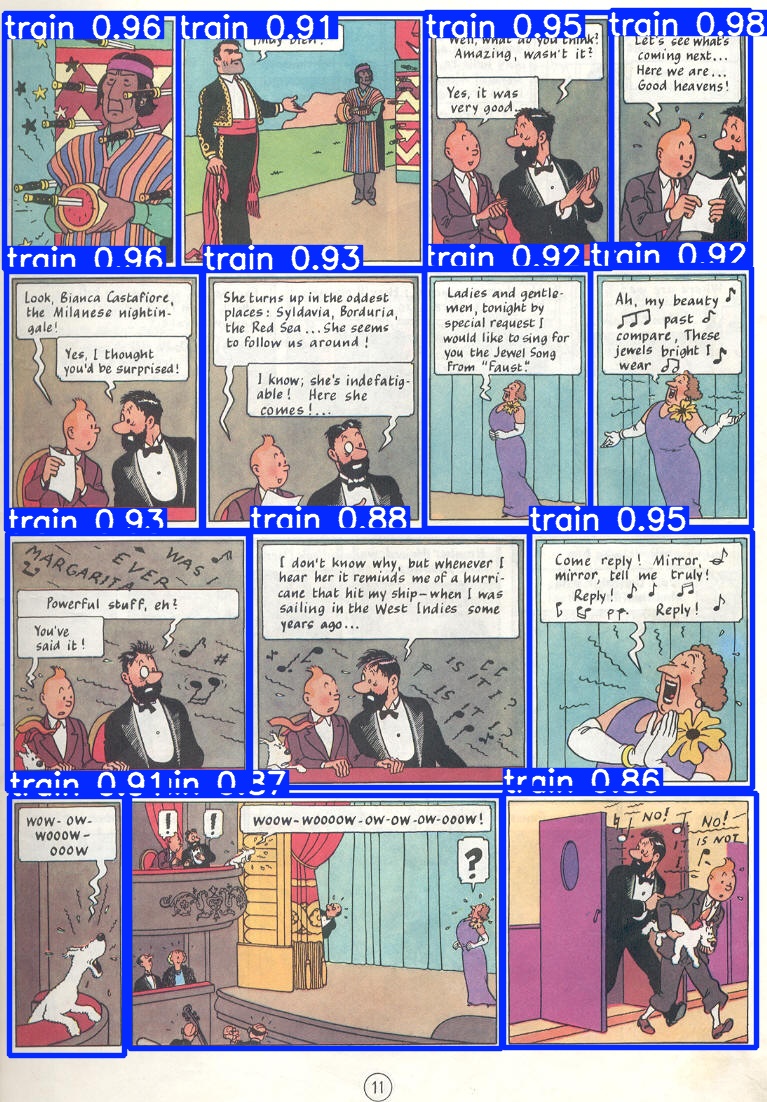 train 0.96
train 0.91
¡Muy bien!
train 0.95
Well, what do you think?
Amazing, wasn't it?
Yes, it was
very good...
train 0.98
Let's see what's
coming next...
Here we are...
Good heavens!
train 0.96
Look, Bianca Castafiore,
the Milanese nightin-
gale!
Yes, I thought
you'd be surprised!
train 0.93
She turns up in the oddest
places: Syldavia, Borduria,
the Red Sea... She seems
to follow us around!
I know; she's indefatig-
able! Here she
comes!...
train 0.92
Ladies and gentle-
men, tonight by
special request I
would like to sing for
you the Jewel Song
from "Faust."
train 0.92
Ah, my beauty
past
compare, These
jewels bright I
wear
train 0.93
WAS I
EVER
MARGARITA
Powerful stuff, eh?
You've
said it!
train 0.88
I don't know why, but whenever I
hear her it reminds me of a hurri-
cane that hit my ship—when I was
sailing in the West Indies some
years ago...
IS IT I?
IS IT I?
train 0.95
Come reply! Mirror,
mirror, tell me truly!
Reply!
Reply!
train 0.91
WOW-OW-
WOOW-
OOOW
in 0.87
!
!
WOOW-WOOOOW-OW-OW-OW-OOOW!
?
train 0.86
NO!
NO!
IT I
IS NOT
11